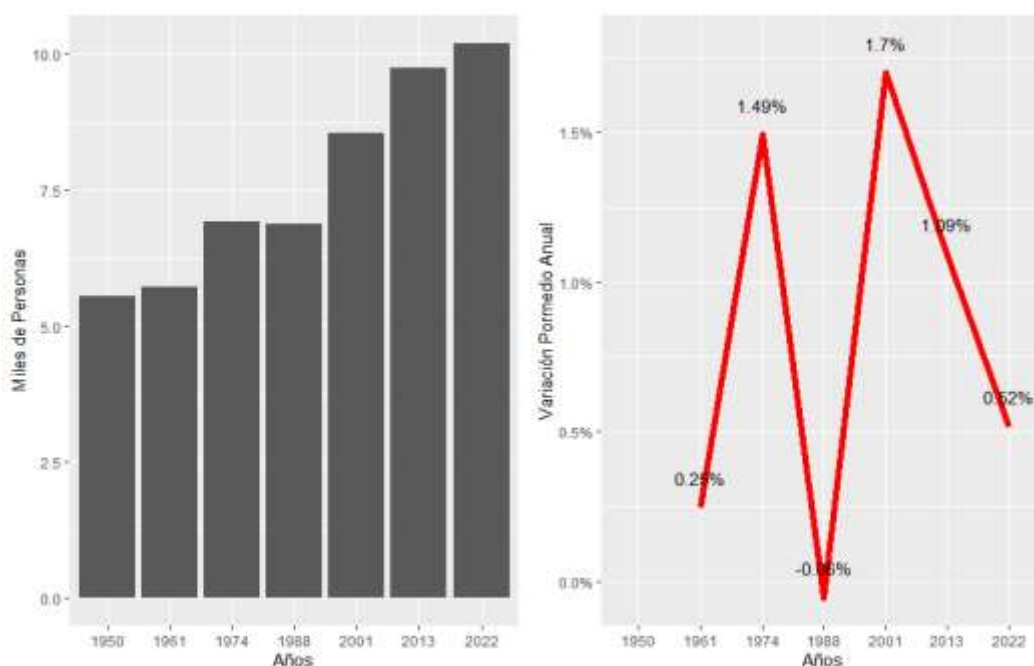 Miles de Personas
10.0
7.5
5.0
2.5
0.0
1950 1961 1974 1988 2001 2013 2022
Años
Variación Pormedio Anual
1.5%
1.0%
0.5%
0.0%
1.7%
1.49%
1.09%
0.52%
0.25%
-0.06%
1950 1961 1974 1988 2001 2013 2022
Años